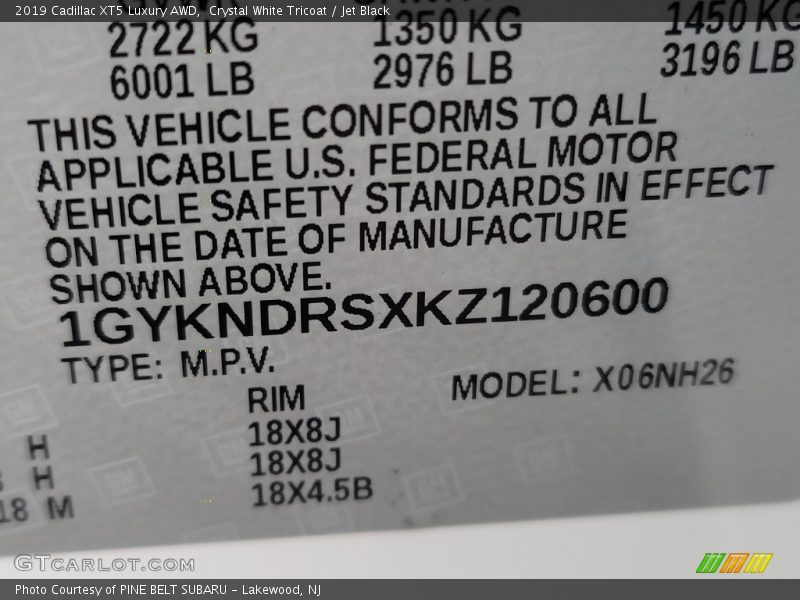 2019 Cadillac XT5 Luxury AWD, Crystal White Tricoat / Jet Black
2722 KG 1350 KG 1450 KG
6001 LB 2976 LB 3196 LB
THIS VEHICLE CONFORMS TO ALL
APPLICABLE U.S. FEDERAL MOTOR
VEHICLE SAFETY STANDARDS IN EFFECT
ON THE DATE OF MANUFACTURE
SHOWN ABOVE.
1GYKNDRSXKZ120600
TYPE: M.P.V.
MODEL: X06NH26
RIM
H 18X8J
H 18X8J
18 M 18X4.5B
GTCARLOT.COM
Photo Courtesy of PINE BELT SUBARU – Lakewood, NJ